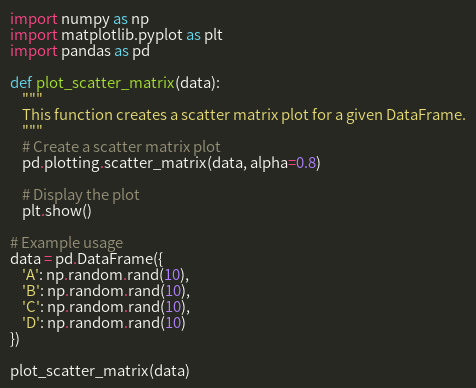 import numpy as np
import matplotlib.pyplot as plt
import pandas as pd

def plot_scatter_matrix(data):
    """
    This function creates a scatter matrix plot for a given DataFrame.
    """
    # Create a scatter matrix plot
    pd.plotting.scatter_matrix(data, alpha=0.8)

    # Display the plot
    plt.show()

# Example usage
data = pd.DataFrame({
    'A': np.random.rand(10),
    'B': np.random.rand(10),
    'C': np.random.rand(10),
    'D': np.random.rand(10)
})

plot_scatter_matrix(data)